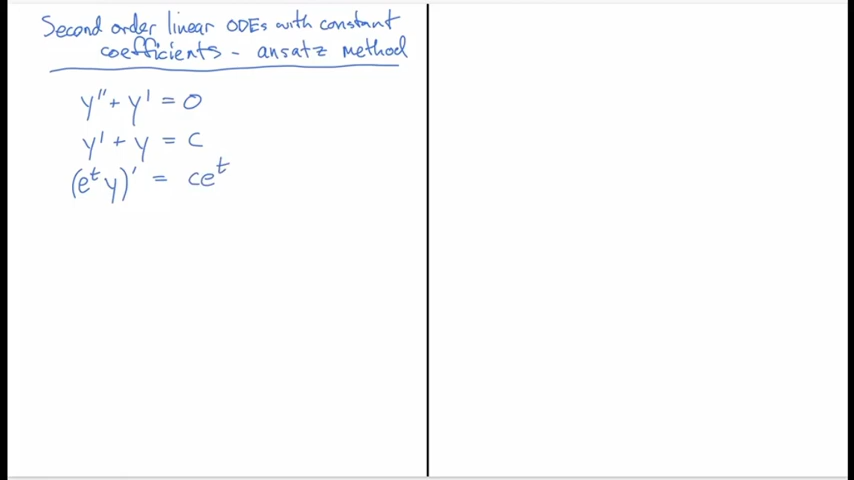 Second order linear ODEs with constant
coefficients - ansatz method
y'' + y' = 0
y' + y = c
(e^t y)' = ce^t